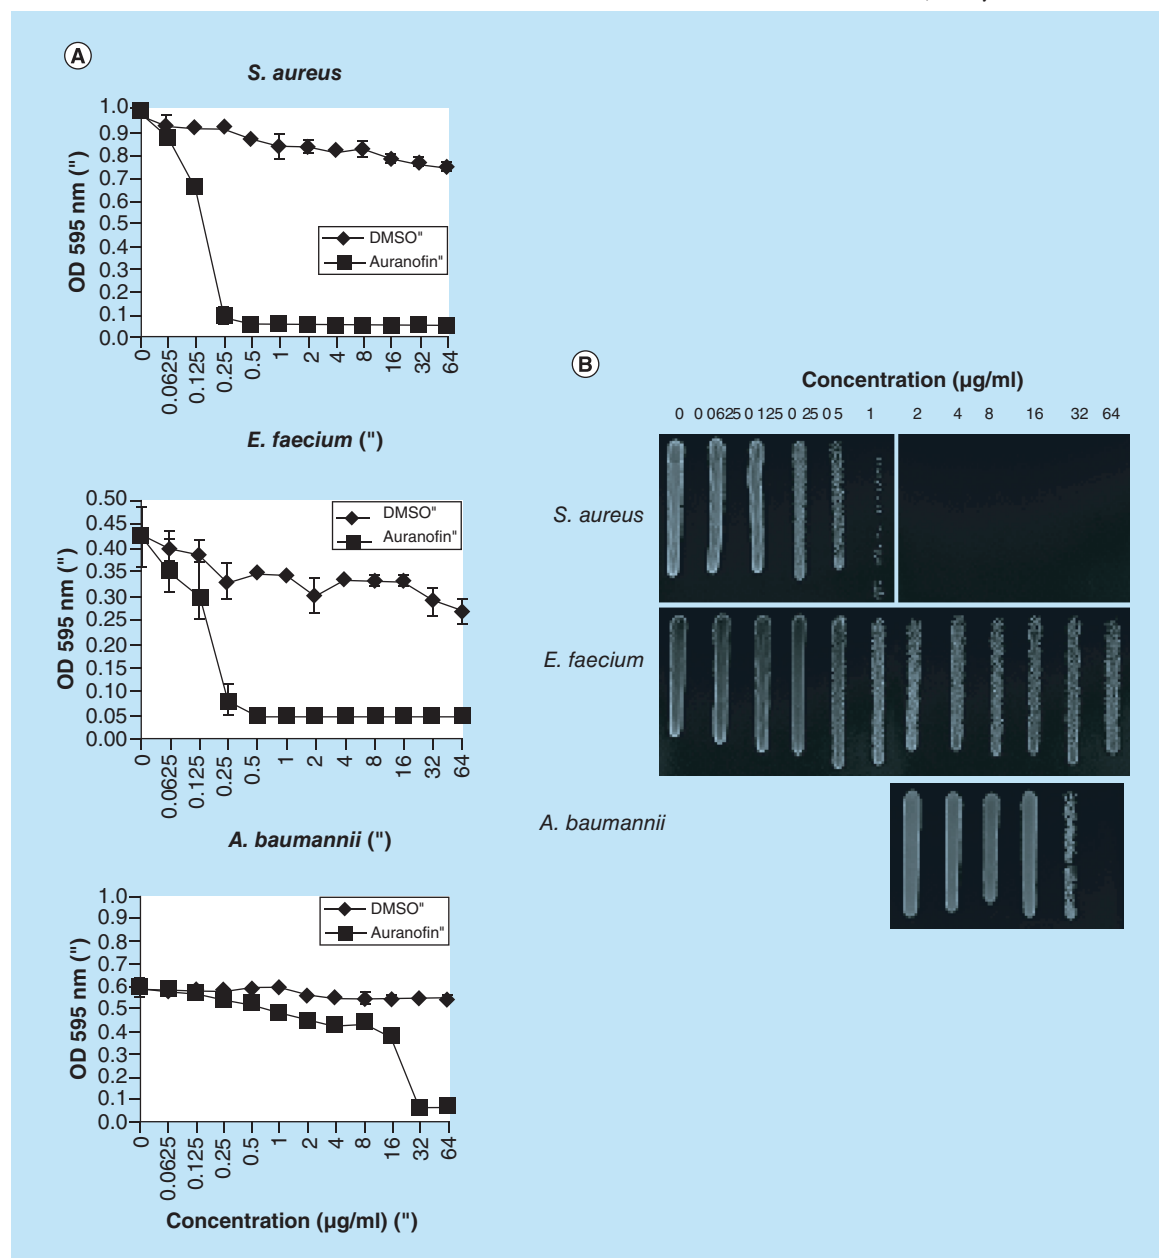 A
S. aureus
OD 595 nm (")
1.0
0.9
0.8
0.7
0.6
0.5
0.4
0.3
0.2
0.1
0.0
DMSO"
Auranofin"
0 0.0625 0.125 0.25 0.5 1 2 4 8 16 32 64
E. faecium (")
OD 595 nm (")
0.50
0.45
0.40
0.35
0.30
0.25
0.20
0.15
0.10
0.05
0.00
DMSO"
Auranofin"
0 0.0625 0.125 0.25 0.5 1 2 4 8 16 32 64
A. baumannii (")
OD 595 nm (")
1.0
0.9
0.8
0.7
0.6
0.5
0.4
0.3
0.2
0.1
0.0
DMSO"
Auranofin"
0 0.0625 0.125 0.25 0.5 1 2 4 8 16 32 64
Concentration (µg/ml) (")
B
Concentration (µg/ml)
0 0 0625 0 125 0 25 0 5 1 2 4 8 16 32 64
S. aureus
E. faecium
A. baumannii